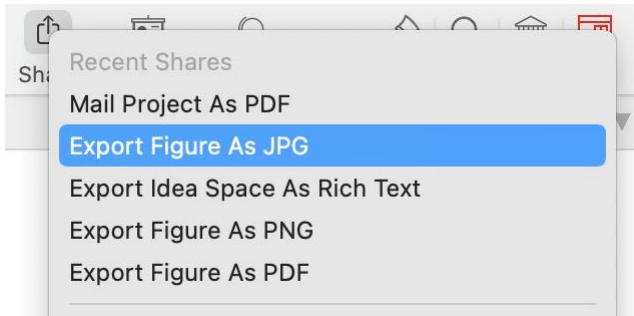 Sha
Recent Shares
Mail Project As PDF
Export Figure As JPG
Export Idea Space As Rich Text
Export Figure As PNG
Export Figure As PDF